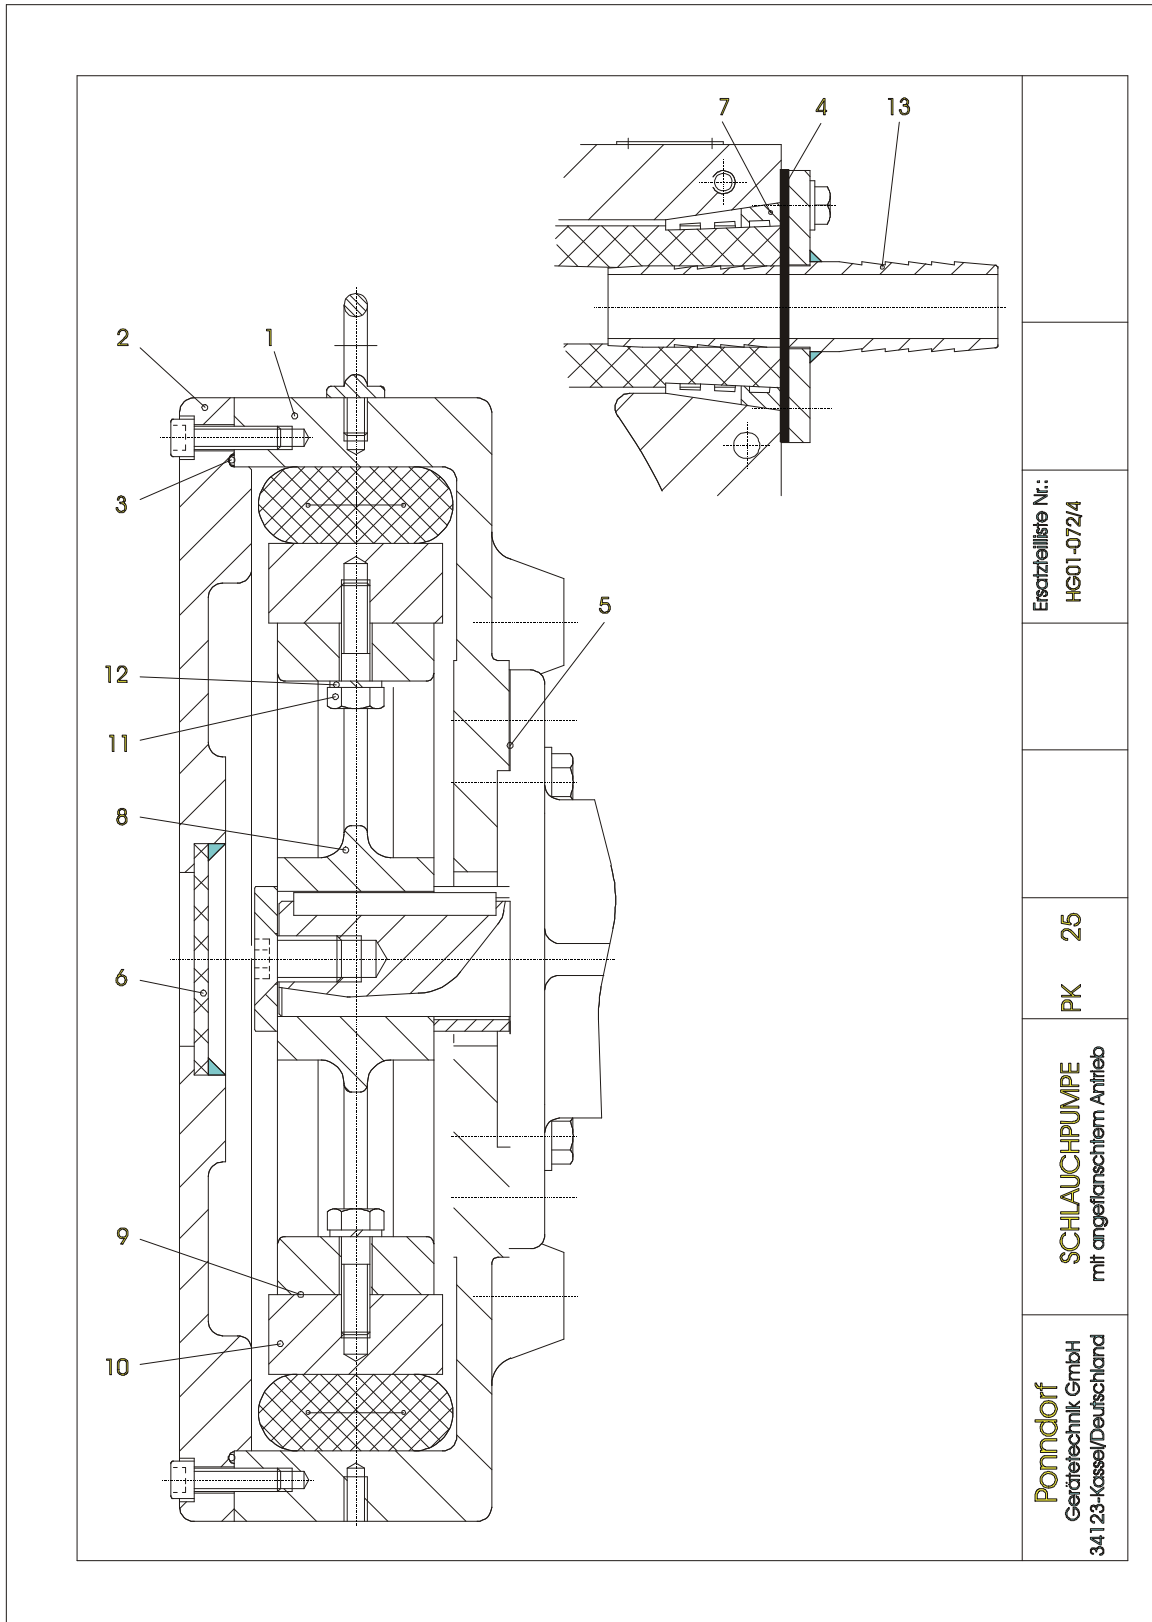 7 4 13
2 1
3
5
12
11
8
6
9
10
Ponndorf
Gerätetechnik GmbH
34123-Kassel/Deutschland
SCHLAUCHPUMPE
mit angeflanschtem Antrieb
PK 25
Ersatzteilliste Nr.:
HG01-072/4